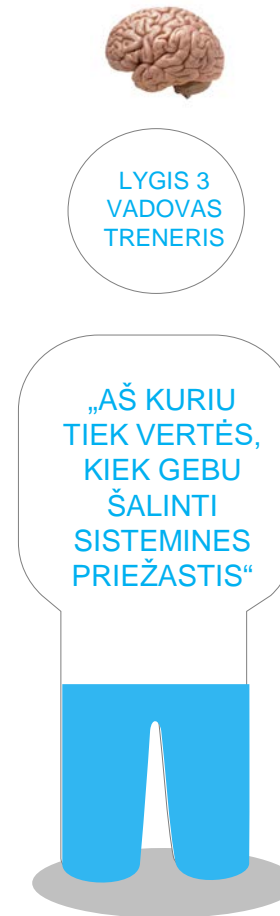 LYGIS 3
VADOVAS
TRENERIS
„AŠ KURIU
TIEK VERTĖS,
KIEK GEBU
ŠALINTI
SISTEMINES
PRIEŽASTIS“